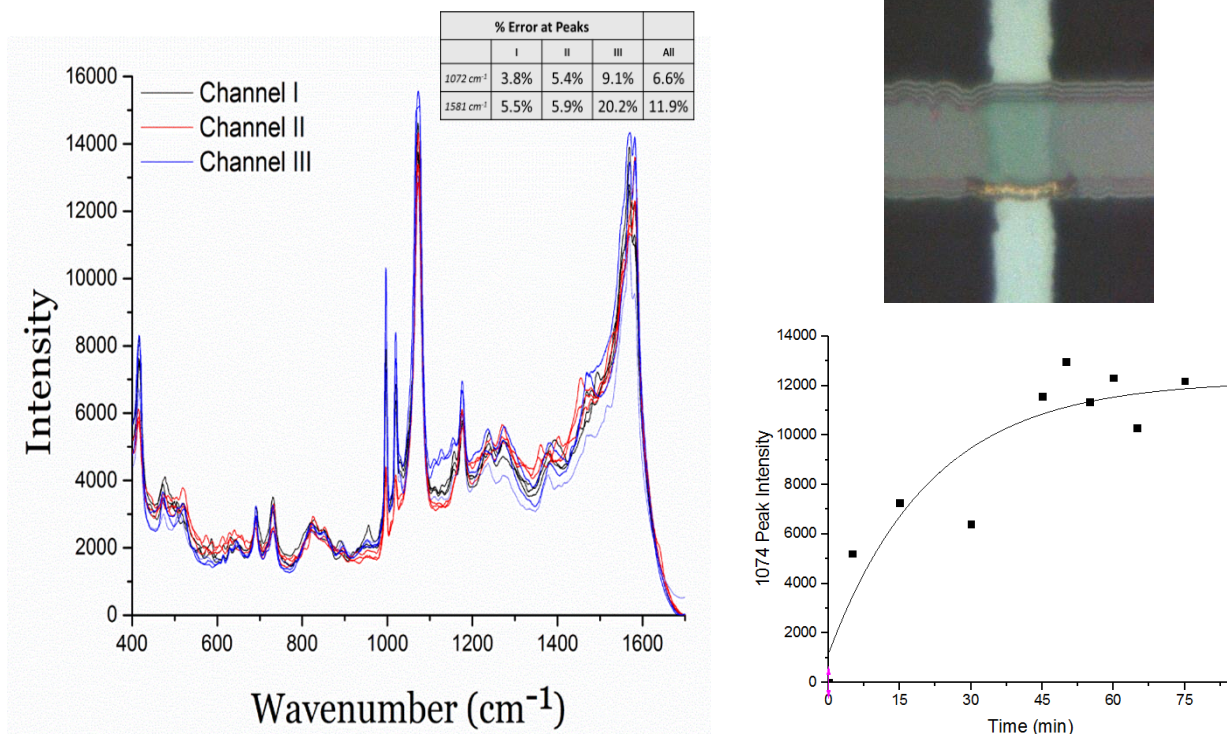 % Error at Peaks
I II III All
1072 cm-1 3.8% 5.4% 9.1% 6.6%
1581 cm-1 5.5% 5.9% 20.2% 11.9%
Channel I
Channel II
Channel III
16000
14000
12000
10000
8000
6000
4000
2000
0
400 600 800 1000 1200 1400 1600
Intensity
Wavenumber (cm-1)
14000
12000
10000
8000
6000
4000
2000
0
0 15 30 45 60 75
1074 Peak Intensity
Time (min)